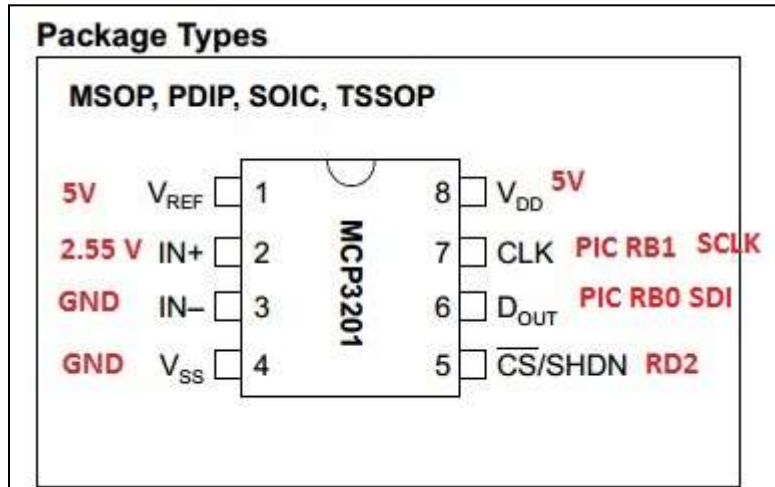 Package Types
MSOP, PDIP, SOIC, TSSOP
5V VREF 1 8 VDD 5V
2.55 V IN+ 2 7 CLK PIC RB1 SCLK
GND IN– 3 6 DOUT PIC RB0 SDI
GND VSS 4 5 CS/SHDN RD2
MCP3201